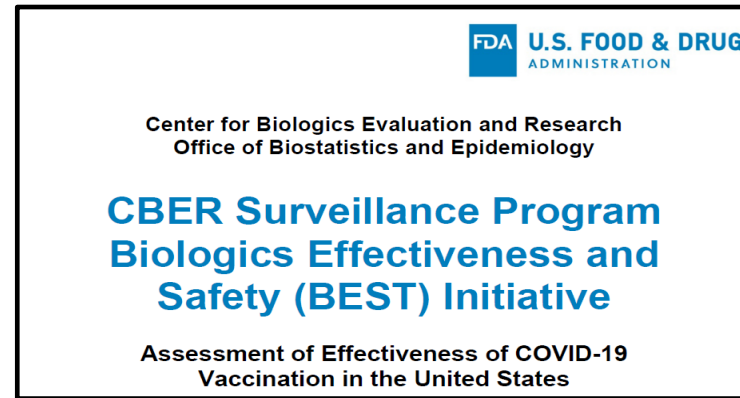 FDA U.S. FOOD & DRUG
ADMINISTRATION
Center for Biologics Evaluation and Research
Office of Biostatistics and Epidemiology
CBER Surveillance Program
Biologics Effectiveness and
Safety (BEST) Initiative
Assessment of Effectiveness of COVID-19
Vaccination in the United States